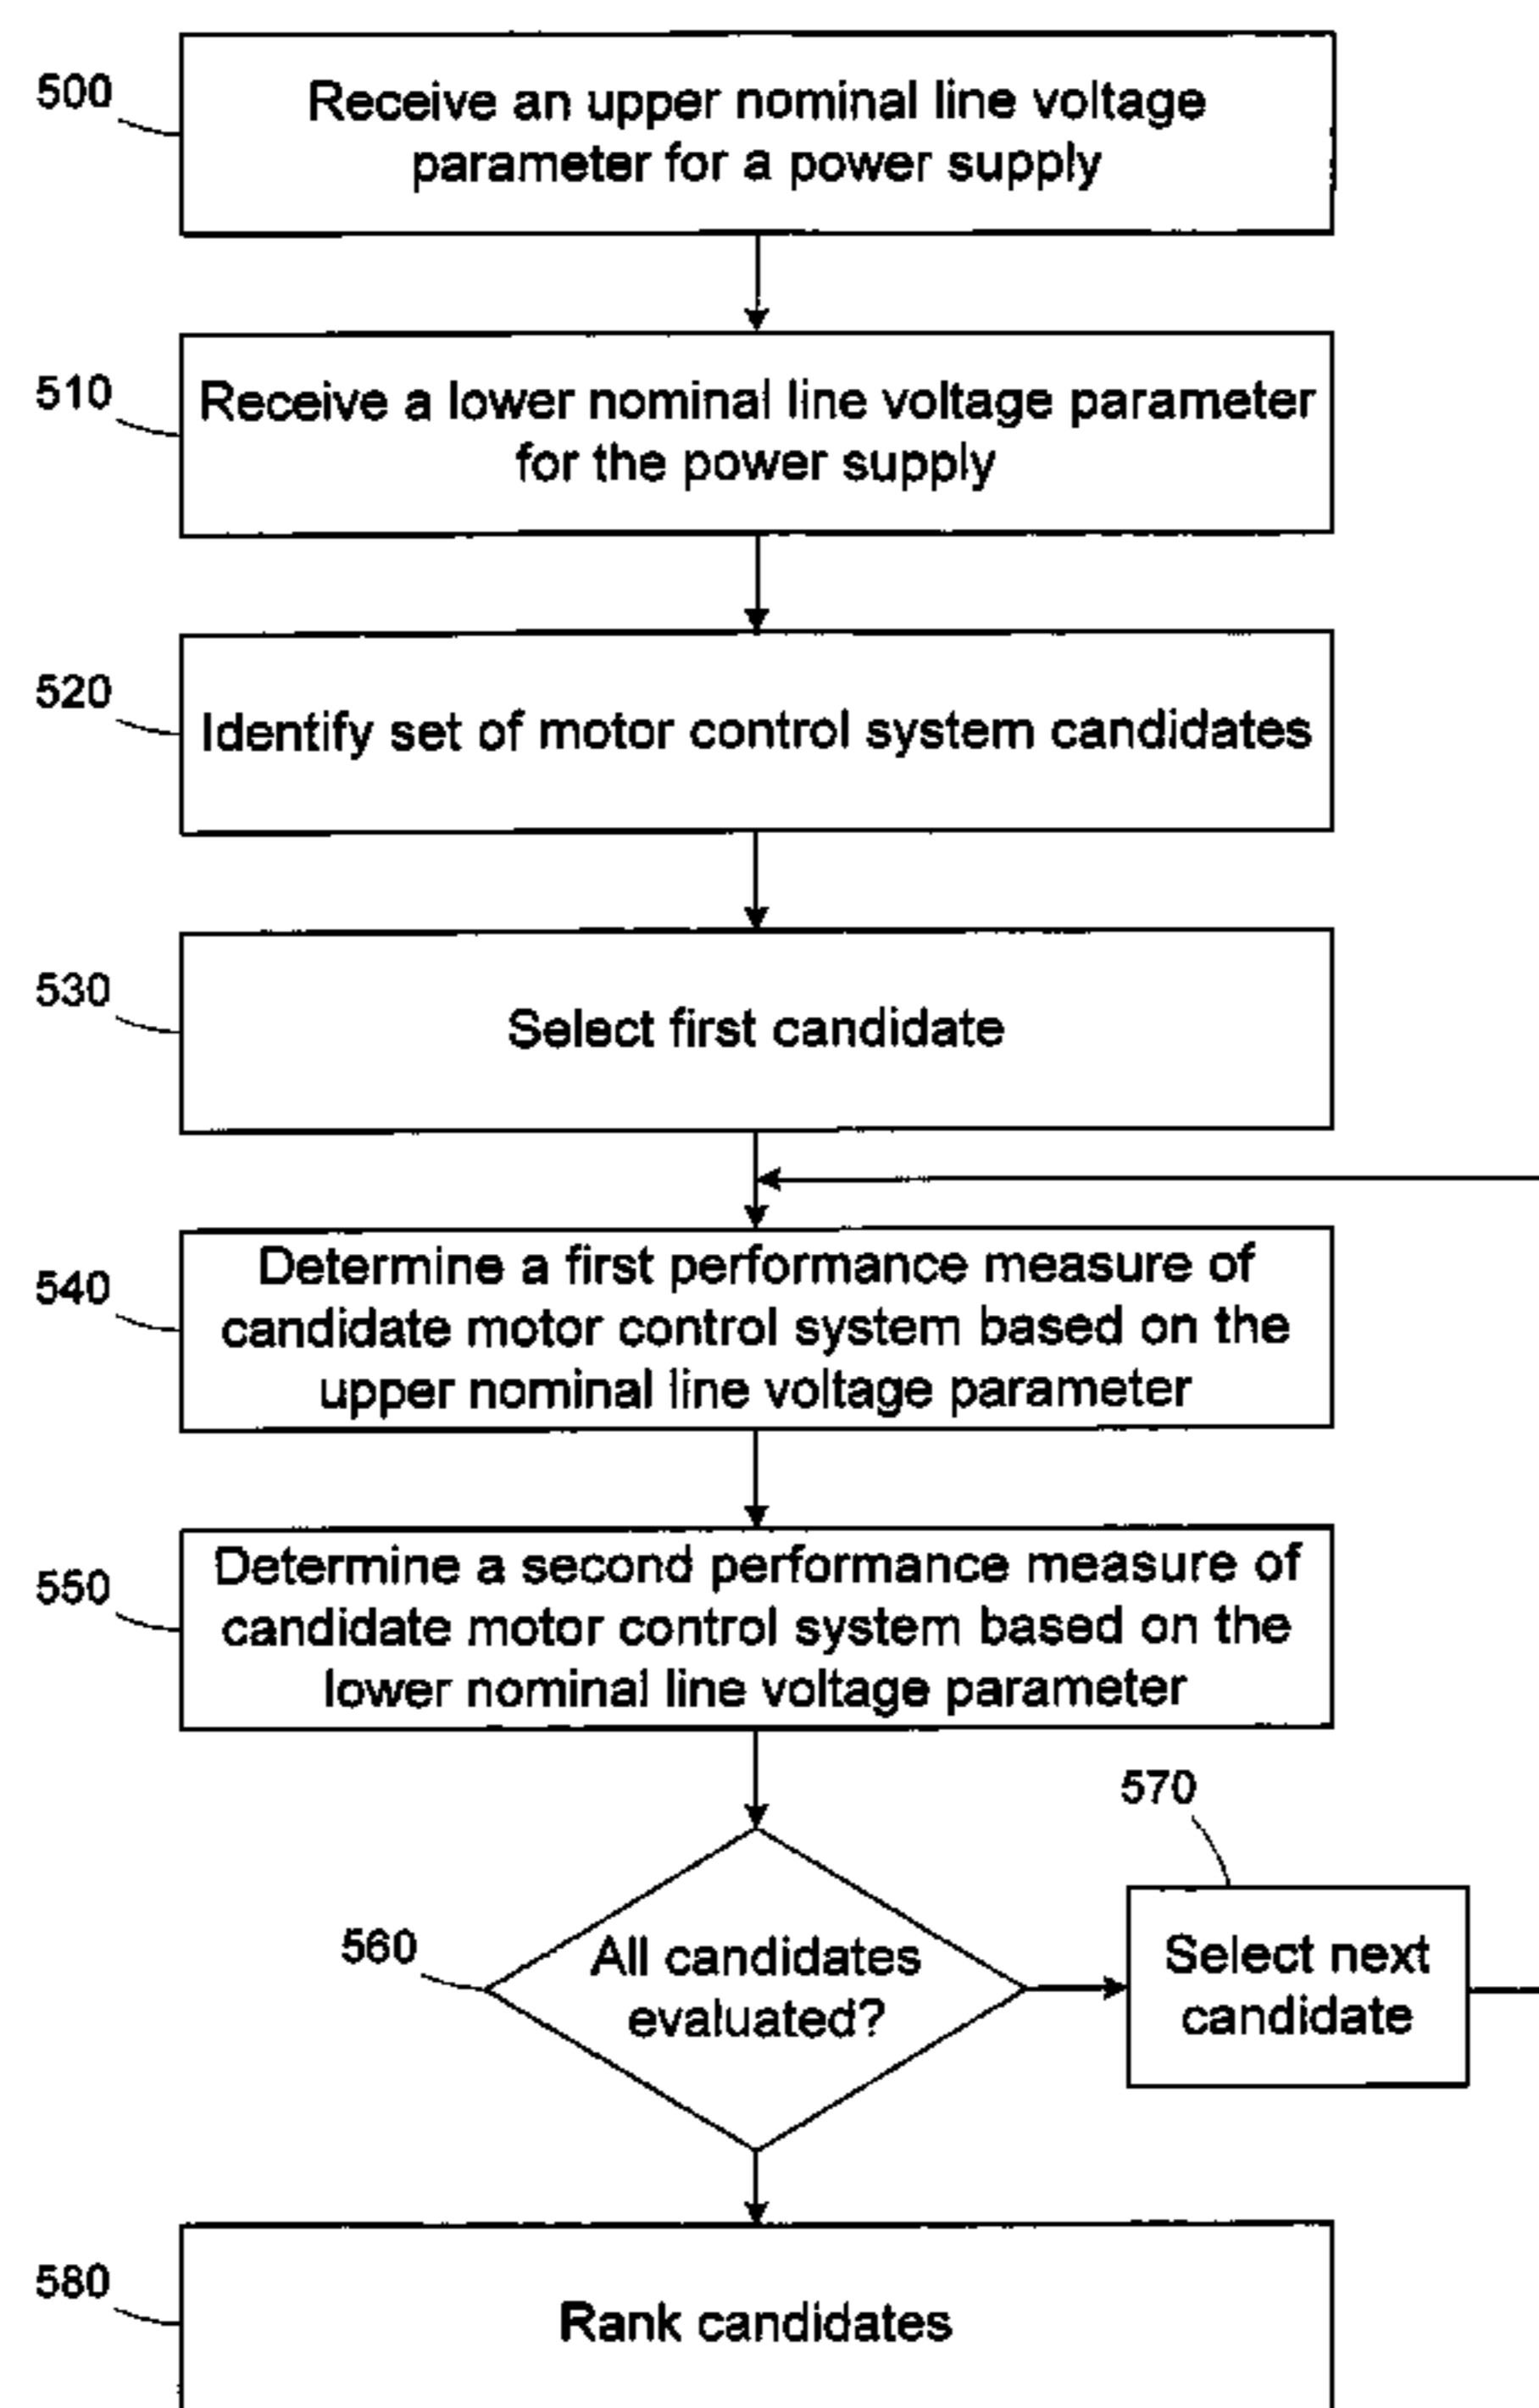 500
Receive an upper nominal line voltage
parameter for a power supply
510
Receive a lower nominal line voltage parameter
for the power supply
520
Identify set of motor control system candidates
530
Select first candidate
540
Determine a first performance measure of
candidate motor control system based on the
upper nominal line voltage parameter
550
Determine a second performance measure of
candidate motor control system based on the
lower nominal line voltage parameter
560
All candidates
evaluated?
570
Select next
candidate
580
Rank candidates